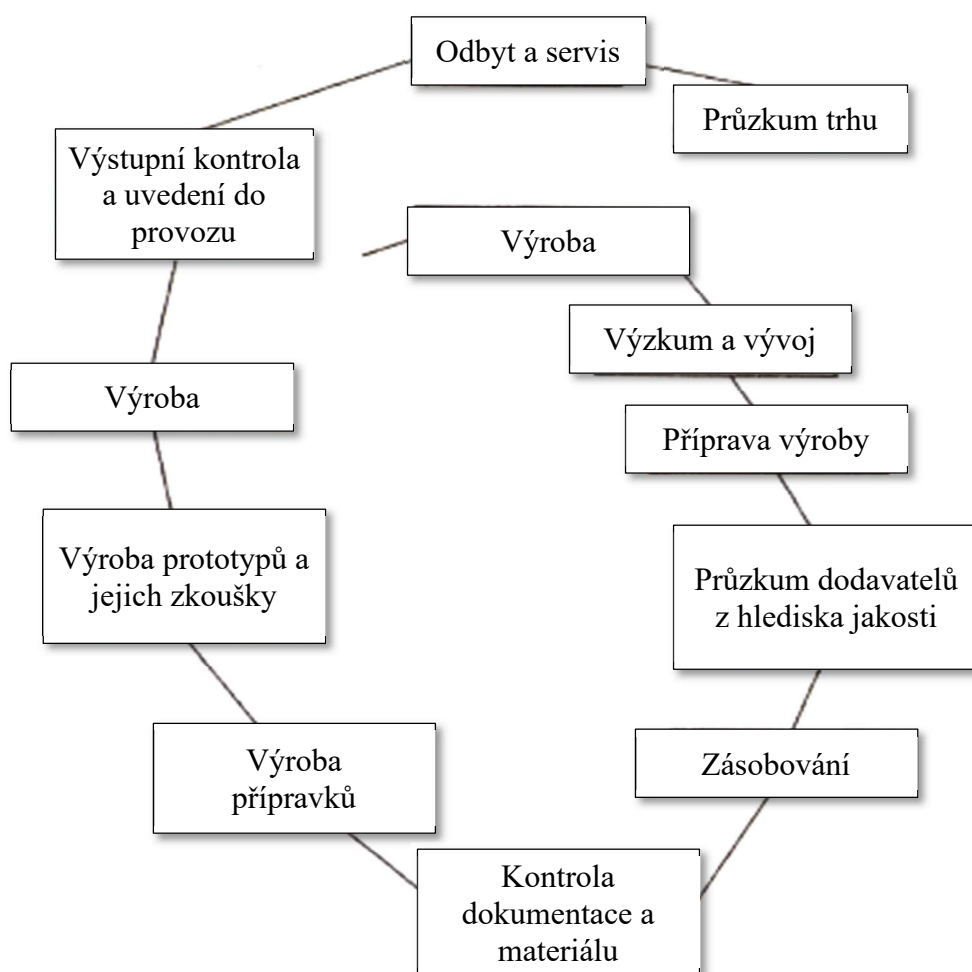 Odbyt a servis
Průzkum trhu
Výstupní kontrola
a uvedení do
provozu
Výroba
Výzkum a vývoj
Výroba
Příprava výroby
Výroba prototypů a
jejich zkoušky
Průzkum dodavatelů
z hlediska jakosti
Výroba
přípravků
Zásobování
Kontrola
dokumentace a
materiálu